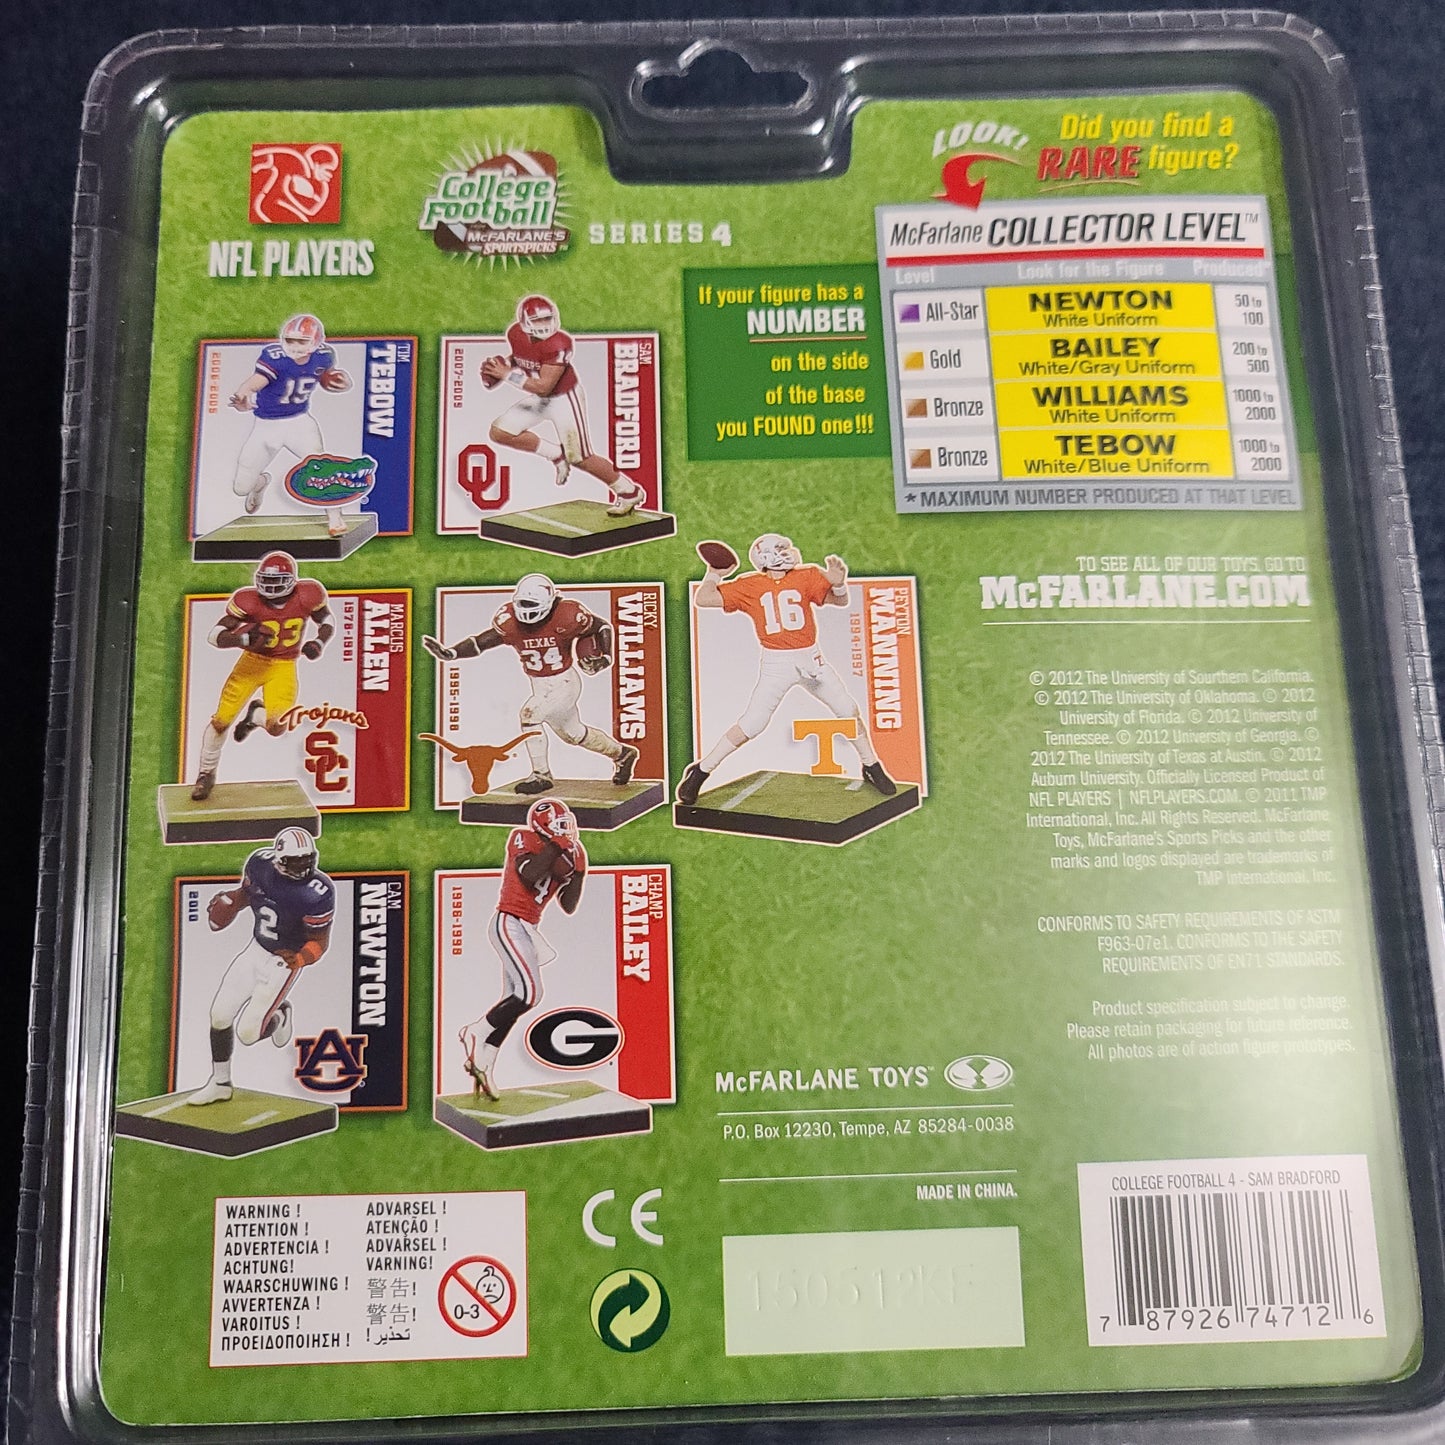 NFL PLAYERS
College
Football
McFARLANE'S
SPORTSPICKS™
SERIES 4
LOOK!
Did you find a
RARE figure?
McFarlane COLLECTOR LEVEL™
Level Look for the Figure Produced*
All-Star NEWTON White Uniform 50 to 100
Gold BAILEY White/Gray Uniform 200 to 500
Bronze WILLIAMS White Uniform 1000 to 2000
Bronze TEBOW White/Blue Uniform 1000 to 2000
* MAXIMUM NUMBER PRODUCED AT THAT LEVEL
If your figure has a
NUMBER
on the side
of the base
you FOUND one!!!
TIM
TEBOW
2006-2009
15
15
SAM
BRADFORD
2007-2009
14
OU
MARCUS
ALLEN
1978-1981
33
Trojans
SC
RICKY
WILLIAMS
1995-1998
TEXAS
34
34
PEYTON
MANNING
1994-1997
16
T
T
CAM
NEWTON
2010
2
2
AU
CHAMP
BAILEY
1996-1998
4
4
G
TO SEE ALL OF OUR TOYS, GO TO
McFARLANE.COM
© 2012 The University of Sourthern California.
© 2012 The University of Oklahoma. © 2012
University of Florida. © 2012 University of
Tennessee. © 2012 University of Georgia. ©
2012 The University of Texas at Austin. © 2012
Auburn University. Officially Licensed Product of
NFL PLAYERS | NFLPLAYERS.COM. © 2011 TMP
International, Inc. All Rights Reserved. McFarlane
Toys, McFarlane's Sports Picks and the other
marks and logos displayed are trademarks of
TMP International, Inc.
CONFORMS TO SAFETY REQUIREMENTS OF ASTM
F963-07e1. CONFORMS TO THE SAFETY
REQUIREMENTS OF EN71 STANDARDS.
Product specification subject to change.
Please retain packaging for future reference.
All photos are of action figure prototypes.
McFARLANE TOYS™
P.O. Box 12230, Tempe, AZ 85284-0038
MADE IN CHINA.
WARNING !
ATTENTION !
ADVERTENCIA !
ACHTUNG!
WAARSCHUWING !
AVVERTENZA !
VAROITUS !
ΠΡΟΕΙΔΟΠΟΙΗΣΗ !
ADVARSEL !
ATENÇÃO !
ADVARSEL !
VARNING!
警告!
警告!
تحذير!
0-3
CE
COLLEGE FOOTBALL 4 - SAM BRADFORD
7 87926 74712 6